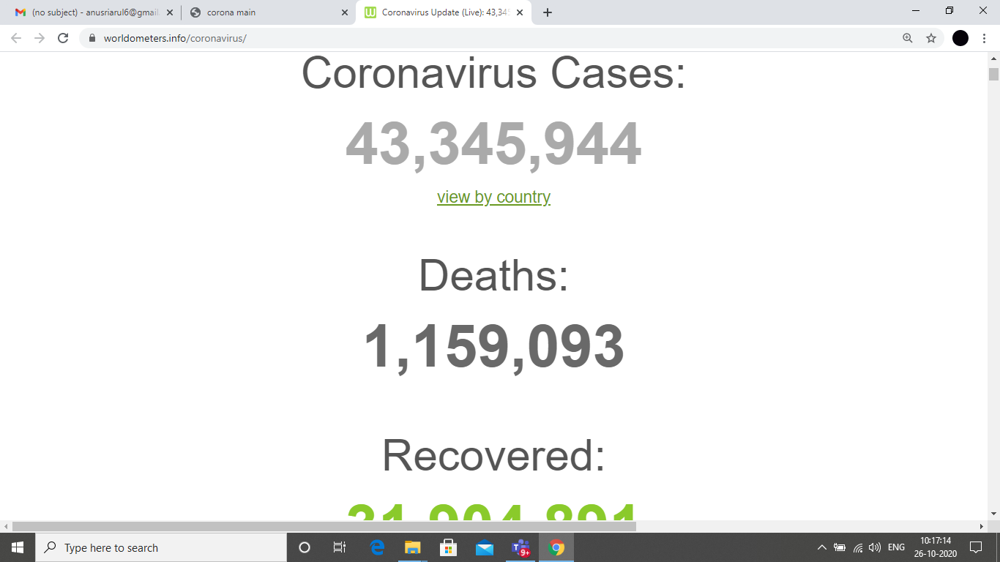 (no subject) - anusriarul6@gmail
corona main
Coronavirus Update (Live): 43,345
worldometers.info/coronavirus/
Coronavirus Cases:
43,345,944
view by country
Deaths:
1,159,093
Recovered:
Type here to search
9+
ENG
10:17:14
26-10-2020